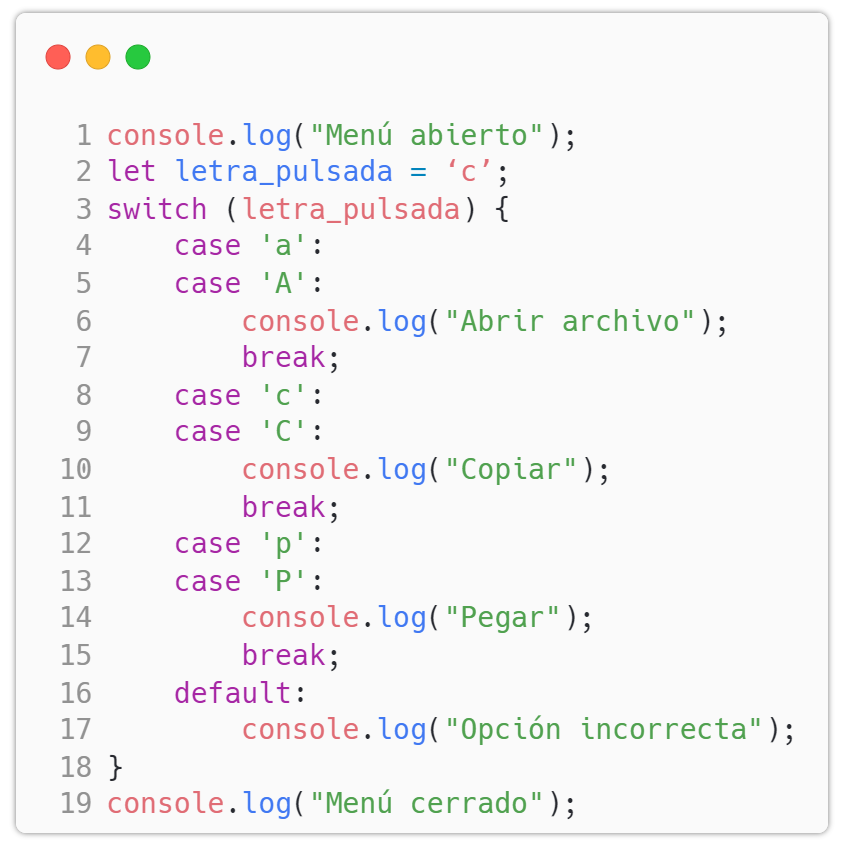 1 console.log("Menú abierto");
2 let letra_pulsada = ‘c’;
3 switch (letra_pulsada) {
4     case 'a':
5     case 'A':
6         console.log("Abrir archivo");
7         break;
8     case 'c':
9     case 'C':
10         console.log("Copiar");
11         break;
12     case 'p':
13     case 'P':
14         console.log("Pegar");
15         break;
16     default:
17         console.log("Opción incorrecta");
18 }
19 console.log("Menú cerrado");